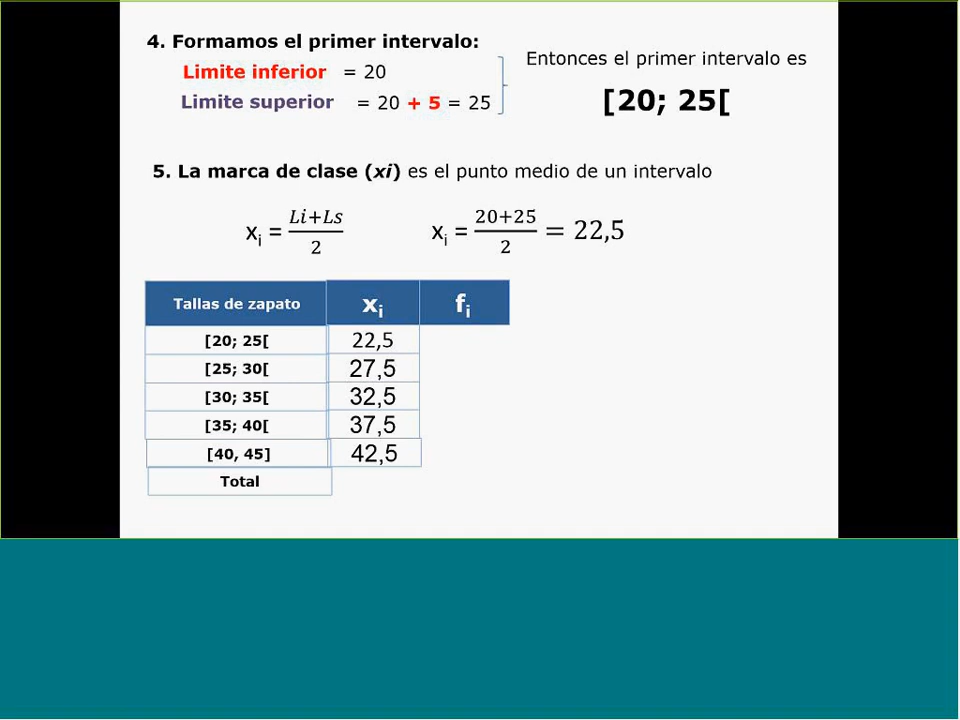 4. Formamos el primer intervalo:
Limite inferior = 20
Limite superior = 20 + 5 = 25
Entonces el primer intervalo es
[20; 25[
5. La marca de clase (xi) es el punto medio de un intervalo
xi = Li+Ls/2 xi = 20+25/2 = 22,5
Tallas de zapato xi fi
[20; 25[ 22,5
[25; 30[ 27,5
[30; 35[ 32,5
[35; 40[ 37,5
[40, 45] 42,5
Total